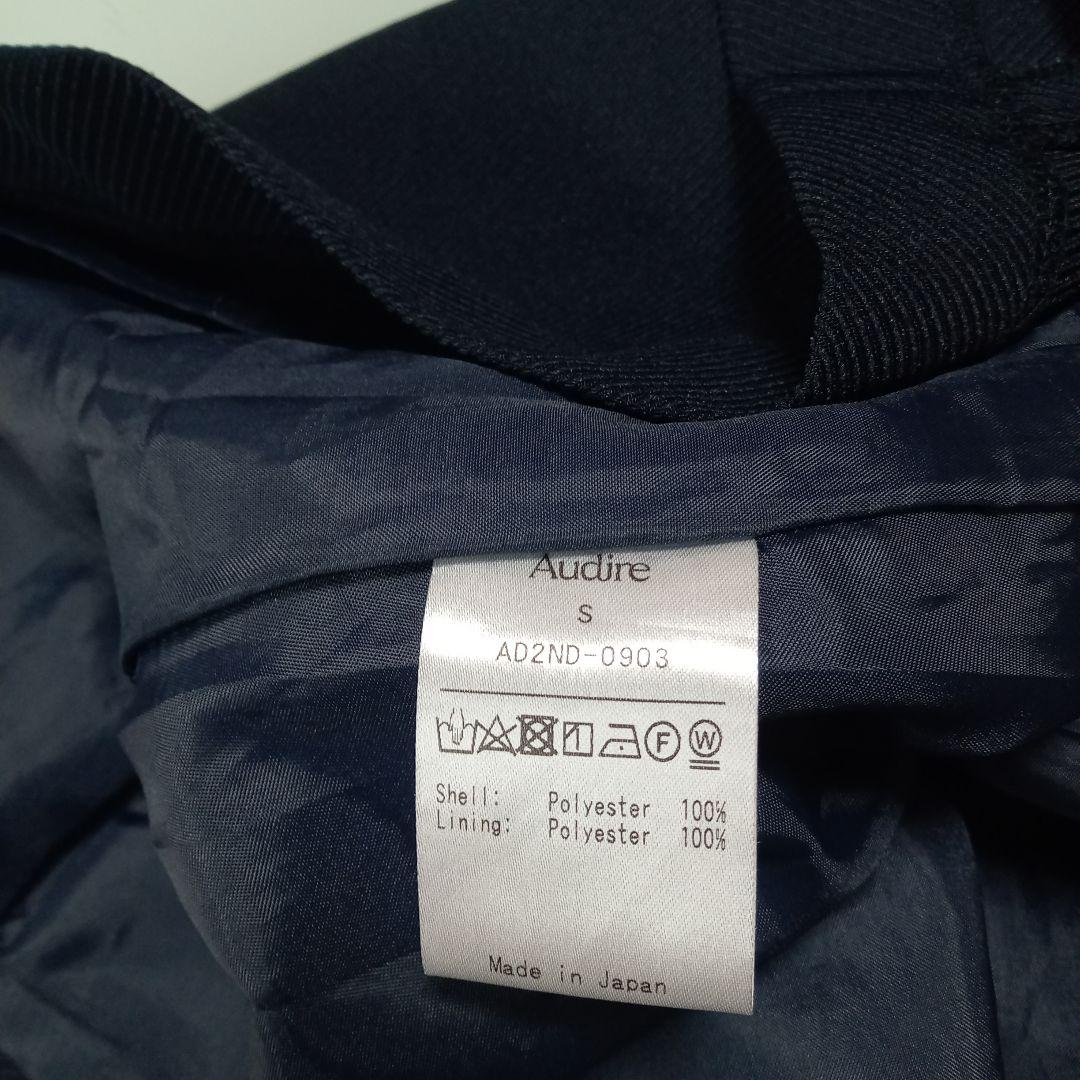 Audire
S
AD2ND-0903
F W
Shell: Polyester 100%
Lining: Polyester 100%
Made in Japan